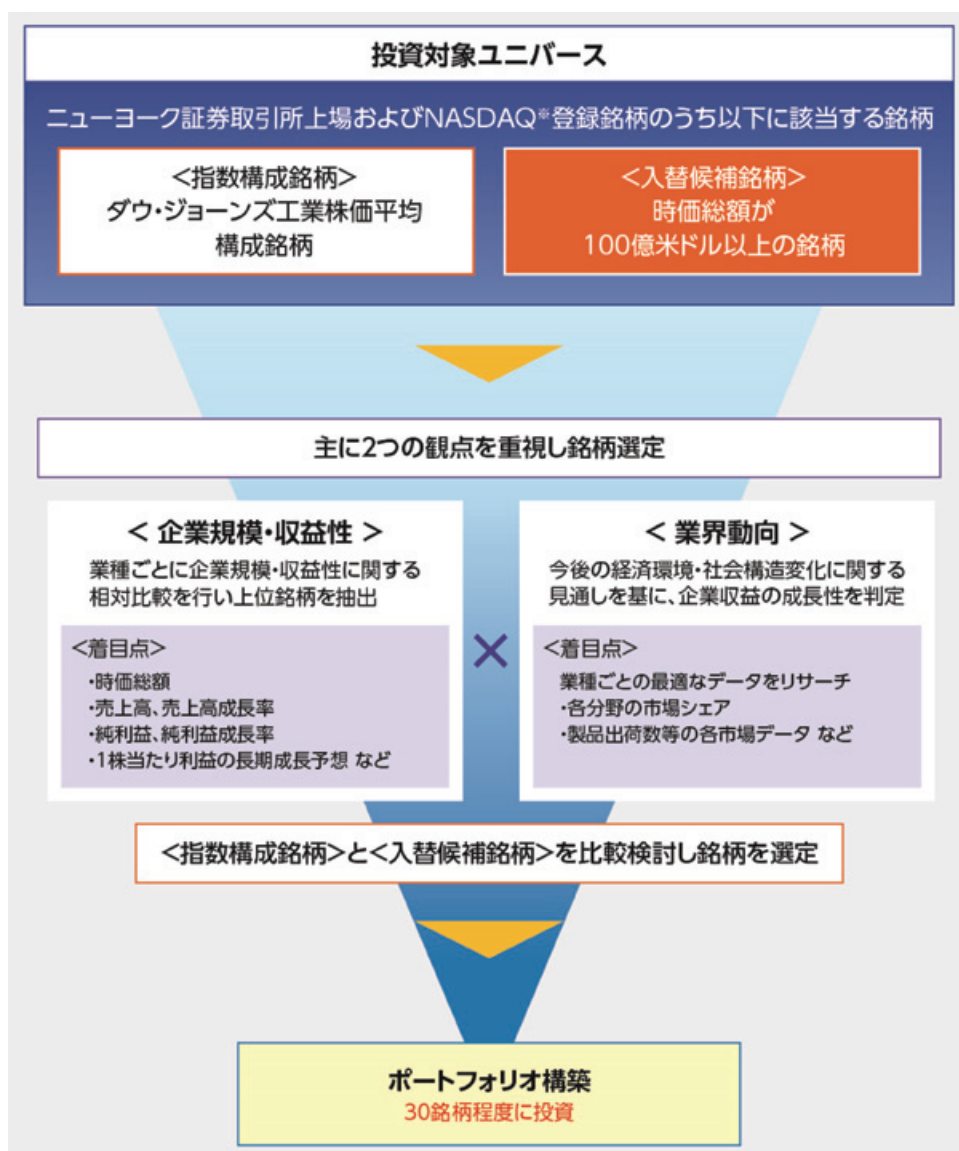 投資対象ユニバース
ニューヨーク証券取引所上場およびNASDAQ※登録銘柄のうち以下に該当する銘柄
<指数構成銘柄>
ダウ・ジョーンズ工業株価平均
構成銘柄
<入替候補銘柄>
時価総額が
100億米ドル以上の銘柄
主に2つの観点を重視し銘柄選定
< 企業規模・収益性 >
業種ごとに企業規模・収益性に関する
相対比較を行い上位銘柄を抽出
<着目点>
・時価総額
・売上高、売上高成長率
・純利益、純利益成長率
・1株当たり利益の長期成長予想 など
×
< 業界動向 >
今後の経済環境・社会構造変化に関する
見通しを基に、企業収益の成長性を判定
<着目点>
業種ごとの最適なデータをリサーチ
・各分野の市場シェア
・製品出荷数等の各市場データ など
<指数構成銘柄>と<入替候補銘柄>を比較検討し銘柄を選定
ポートフォリオ構築
30銘柄程度に投資